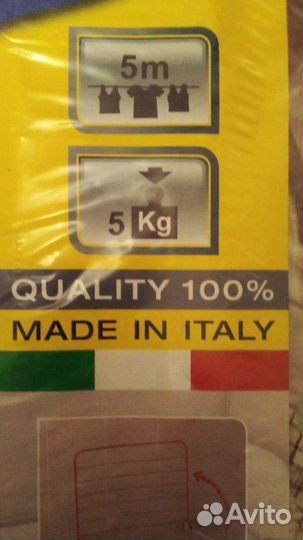 5m
5 Kg
QUALITY 100%
MADE IN ITALY
Avito